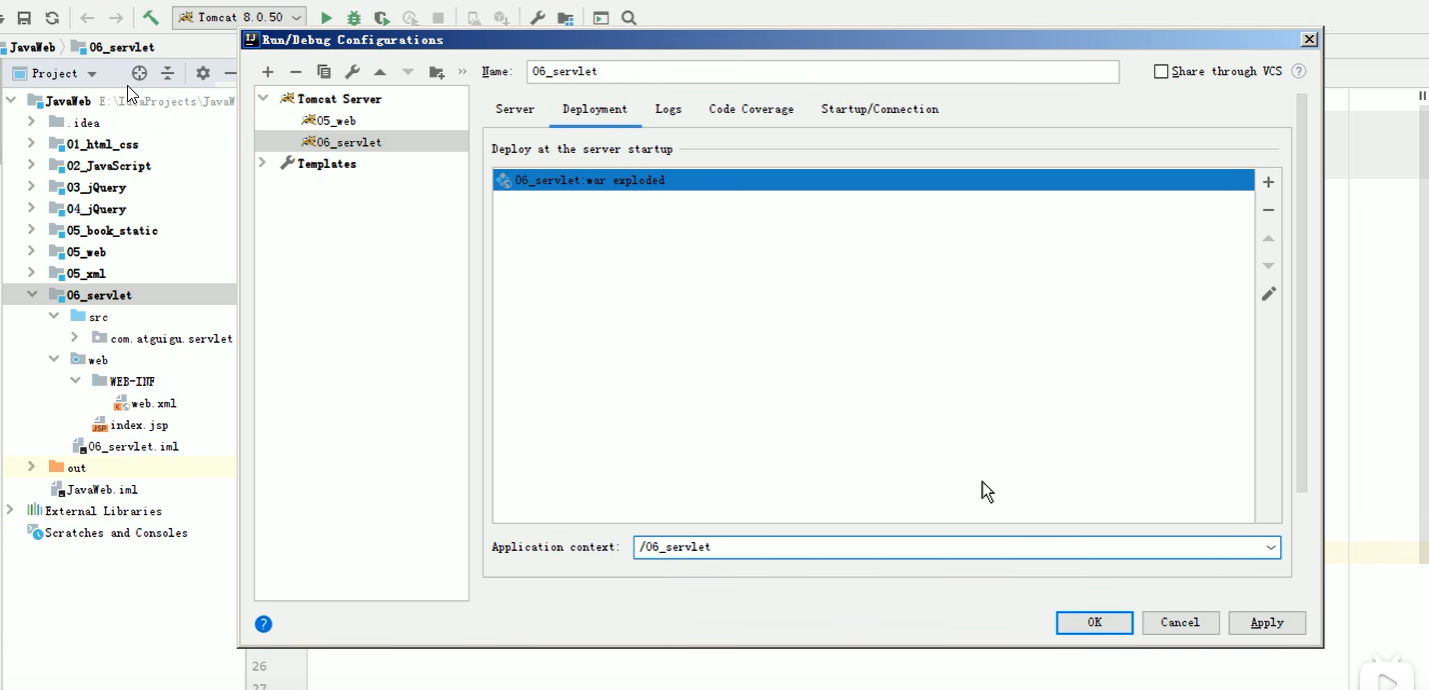 Tomcat 8.0.50
JavaWeb
06_servlet
Run/Debug Configurations
Project
Name:
06_servlet
Share through VCS
?
JavaWeb
.idea
01_html_css
02_JavaScript
03_jQuery
04_jQuery
05_book_static
05_web
05_xml
06_servlet
src
com.atguigu.servlet
web
WEB-INF
web.xml
index.jsp
JSP
06_servlet.iml
out
JavaWeb.iml
External Libraries
Scratches and Consoles
Tomcat Server
05_web
06_servlet
Templates
Server
Deployment
Logs
Code Coverage
Startup/Connection
Deploy at the server startup
06_servlet:war exploded
Application context:
/06_servlet
?
OK
Cancel
Apply
26
27